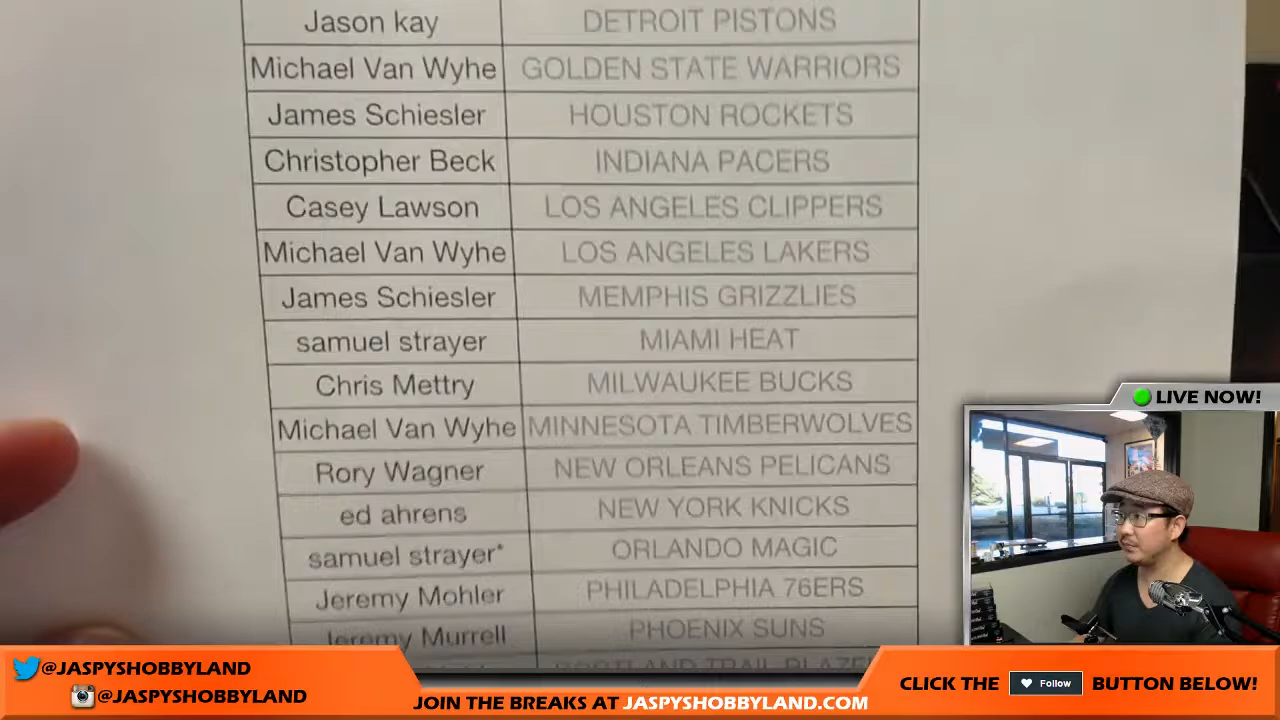 Jason kay DETROIT PISTONS
Michael Van Wyhe GOLDEN STATE WARRIORS
James Schiesler HOUSTON ROCKETS
Christopher Beck INDIANA PACERS
Casey Lawson LOS ANGELES CLIPPERS
Michael Van Wyhe LOS ANGELES LAKERS
James Schiesler MEMPHIS GRIZZLIES
samuel strayer MIAMI HEAT
Chris Mettry MILWAUKEE BUCKS
Michael Van Wyhe MINNESOTA TIMBERWOLVES
Rory Wagner NEW ORLEANS PELICANS
ed ahrens NEW YORK KNICKS
samuel strayer* ORLANDO MAGIC
Jeremy Mohler PHILADELPHIA 76ERS
Jeremy Murrell PHOENIX SUNS
PORTLAND TRAIL
LIVE NOW!
@JASPYSHOBBYLAND
@JASPYSHOBBYLAND
JOIN THE BREAKS AT JASPYSHOBBYLAND.COM
CLICK THE Follow BUTTON BELOW!